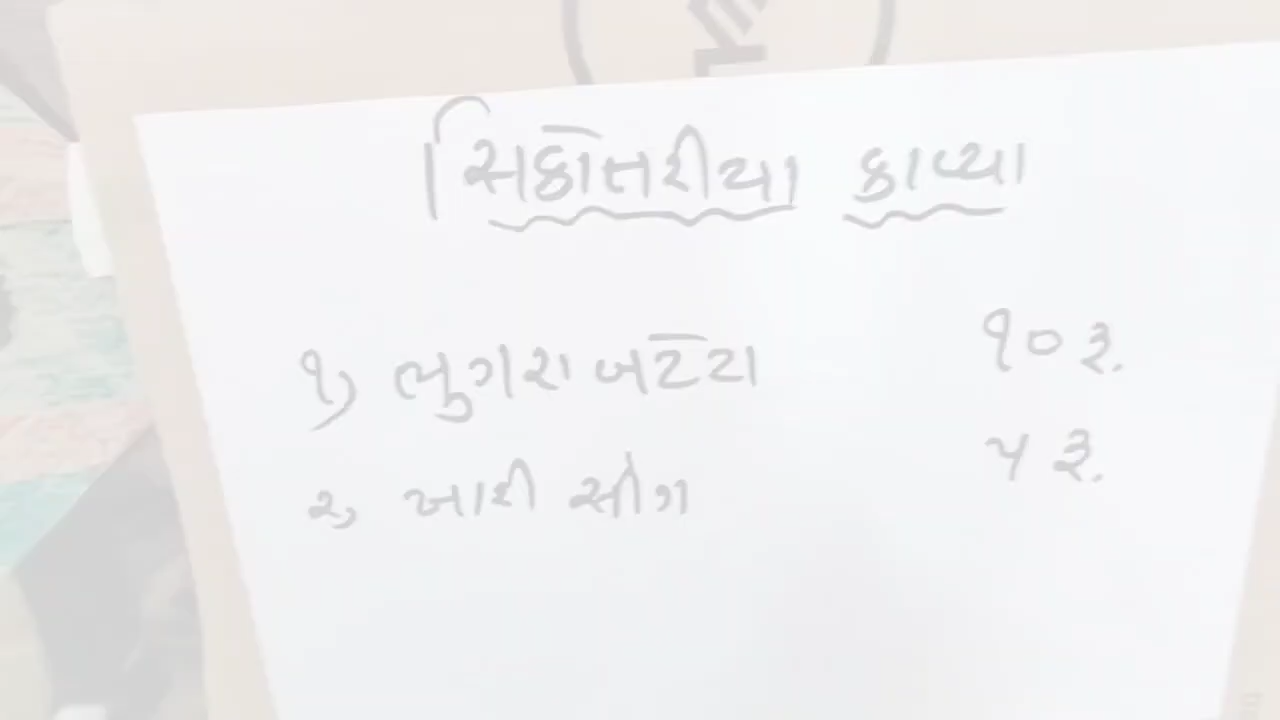 સિકોતરીયા કાવ્યા
૧) ભુગરા બટેટા ૧૦ રૂ.
૨, ખારી સીંગ ૫ રૂ.